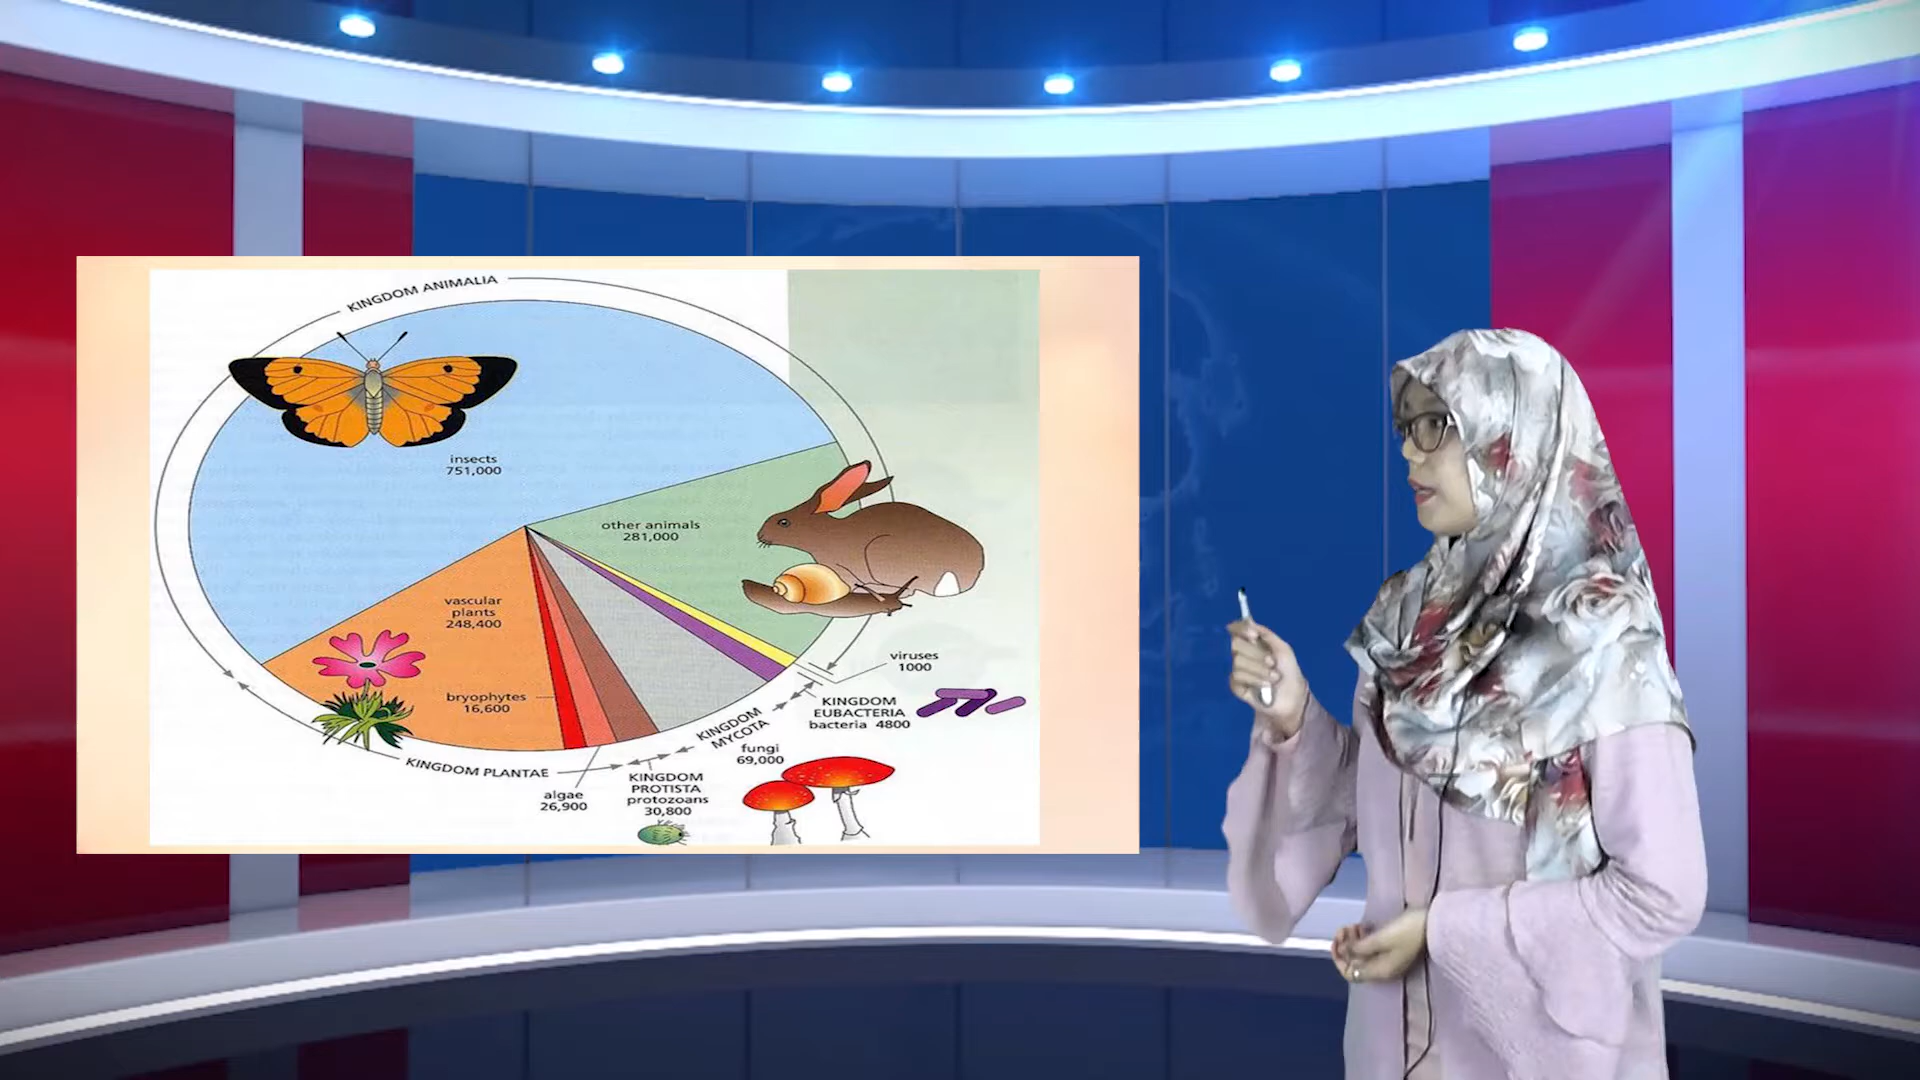 KINGDOM ANIMALIA
insects
751,000
other animals
281,000
vascular
plants
248,400
bryophytes
16,600
viruses
1000
KINGDOM
EUBACTERIA
bacteria 4800
KINGDOM
MYCOTA
fungi
69,000
KINGDOM PLANTAE
KINGDOM
PROTISTA
protozoans
30,800
algae
26,900